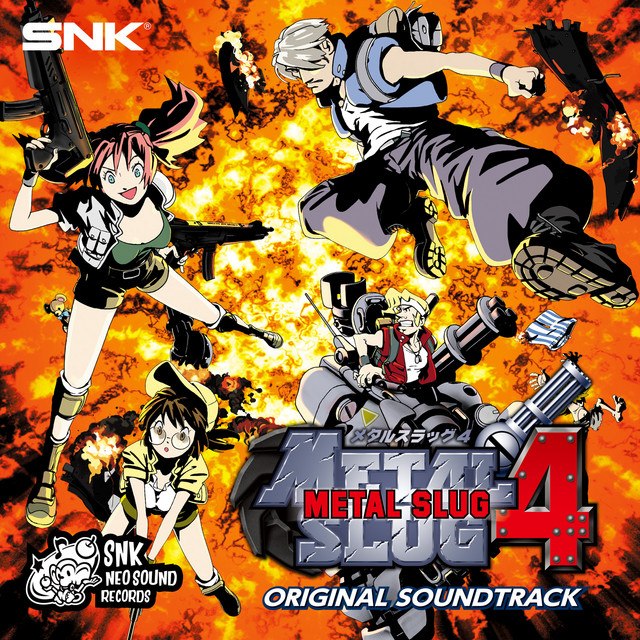 SNK®
メタルスラッグ4
METAL
SLUG
METAL SLUG
4
ORIGINAL SOUNDTRACK
SNK
NEO SOUND
RECORDS